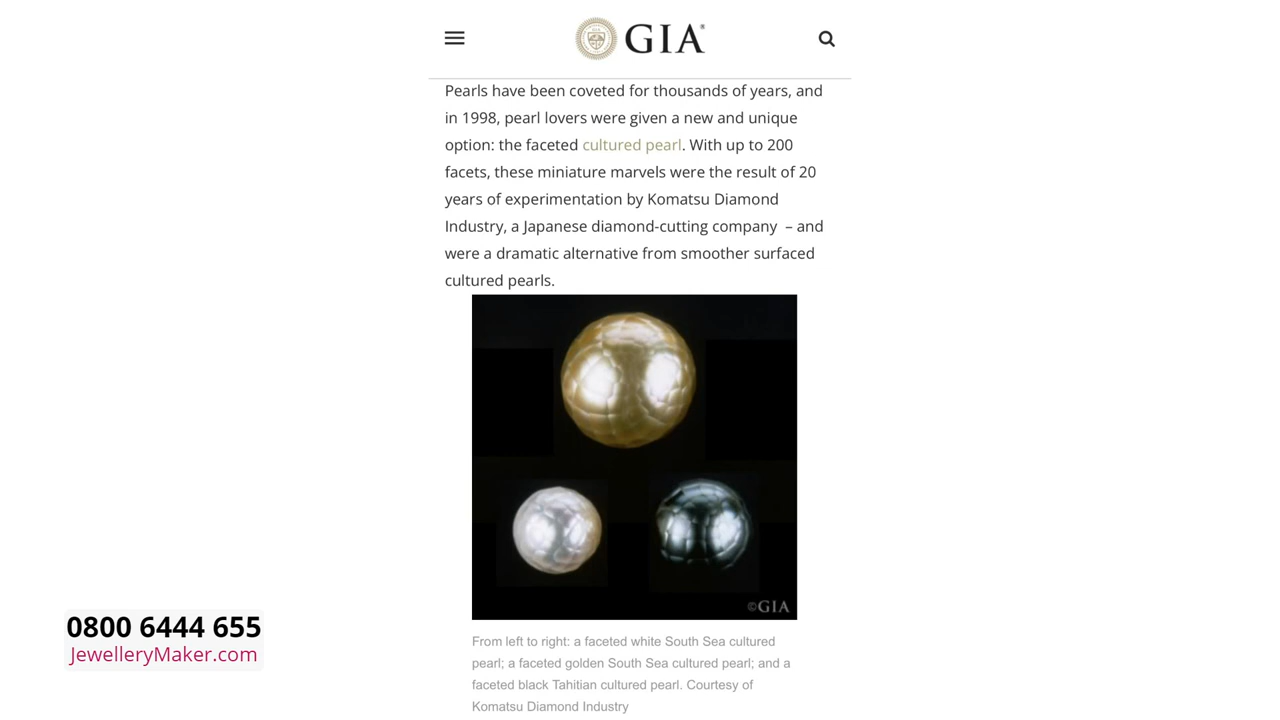 GIA®
Pearls have been coveted for thousands of years, and
in 1998, pearl lovers were given a new and unique
option: the faceted cultured pearl. With up to 200
facets, these miniature marvels were the result of 20
years of experimentation by Komatsu Diamond
Industry, a Japanese diamond-cutting company – and
were a dramatic alternative from smoother surfaced
cultured pearls.
©GIA
From left to right: a faceted white South Sea cultured
pearl; a faceted golden South Sea cultured pearl; and a
faceted black Tahitian cultured pearl. Courtesy of
Komatsu Diamond Industry
0800 6444 655
JewelleryMaker.com